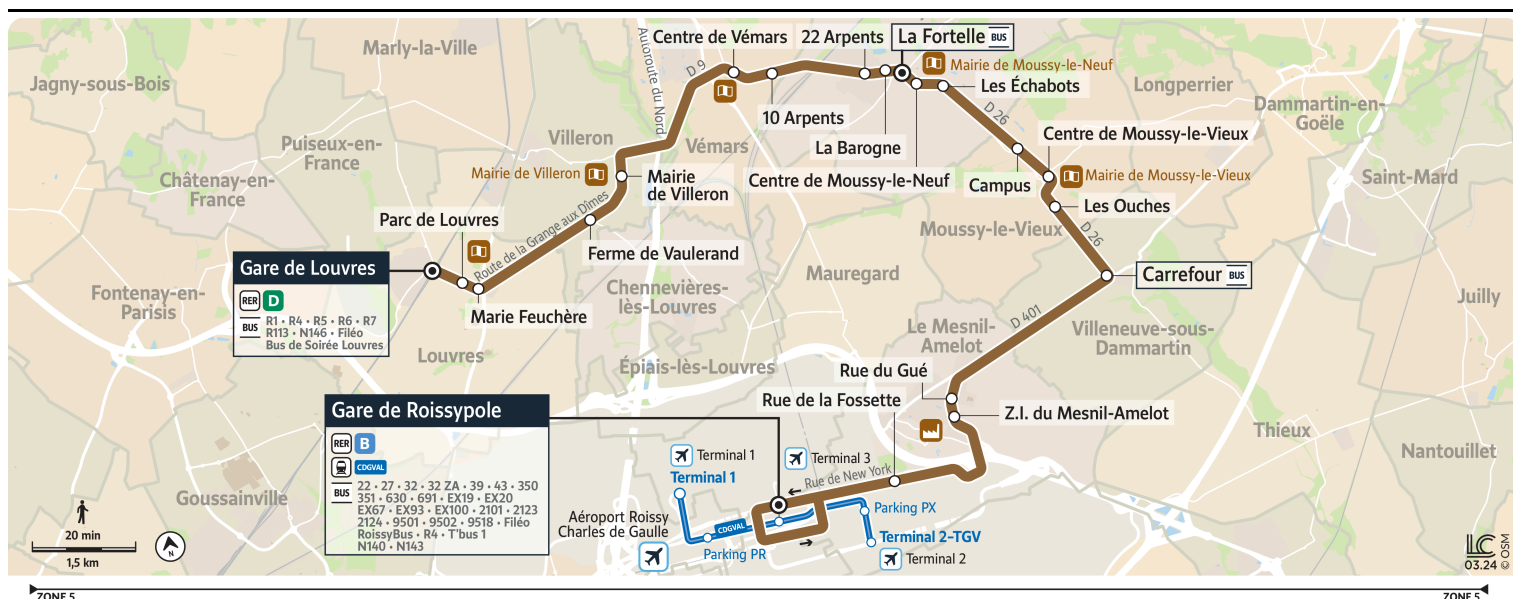 Marly-la-Ville
Jagny-sous-Bois
Puiseux-en-
France
Châtenay-en-
France
Fontenay-en-
Parisis
Goussainville
Louvres
Villeron
Vémars
Chennevières-
lès-Louvres
Épiais-lès-Louvres
Mauregard
Le Mesnil-
Amelot
Moussy-le-Vieux
Villeneuve-sous-
Dammartin
Longperrier
Dammartin-en-
Goële
Saint-Mard
Juilly
Thieux
Nantouillet
Autoroute du Nord
D 9
Route de la Grange aux Dîmes
D 26
D 26
D 401
Rue de New York
Gare de Louvres
RER D
BUS
R1 • R4 • R5 • R6 • R7
R113 • N146 • Filéo
Bus de Soirée Louvres
Parc de Louvres
Marie Feuchère
Ferme de Vaulerand
Mairie de Villeron
Mairie
de Villeron
Centre de Vémars
10 Arpents
22 Arpents
La Barogne
La Fortelle BUS
Mairie de Moussy-le-Neuf
Centre de Moussy-le-Neuf
Les Échabots
Campus
Centre de Moussy-le-Vieux
Mairie de Moussy-le-Vieux
Les Ouches
Carrefour BUS
Rue du Gué
Z.I. du Mesnil-Amelot
Rue de la Fossette
Gare de Roissypole
RER B
CDGVAL
BUS
22 • 27 • 32 • 32 ZA • 39 • 43 • 350
351 • 630 • 691 • EX19 • EX20
EX67 • EX93 • EX100 • 2101 • 2123
2124 • 9501 • 9502 • 9518 • Filéo
RoissyBus • R4 • T'bus 1
N140 • N143
Terminal 1
Terminal 1
Terminal 3
CDGVAL
Parking PR
Parking PX
Terminal 2-TGV
Terminal 2
Aéroport Roissy
Charles de Gaulle
20 min
1,5 km
N
LC
03.24
© OSM
ZONE 5
ZONE 5